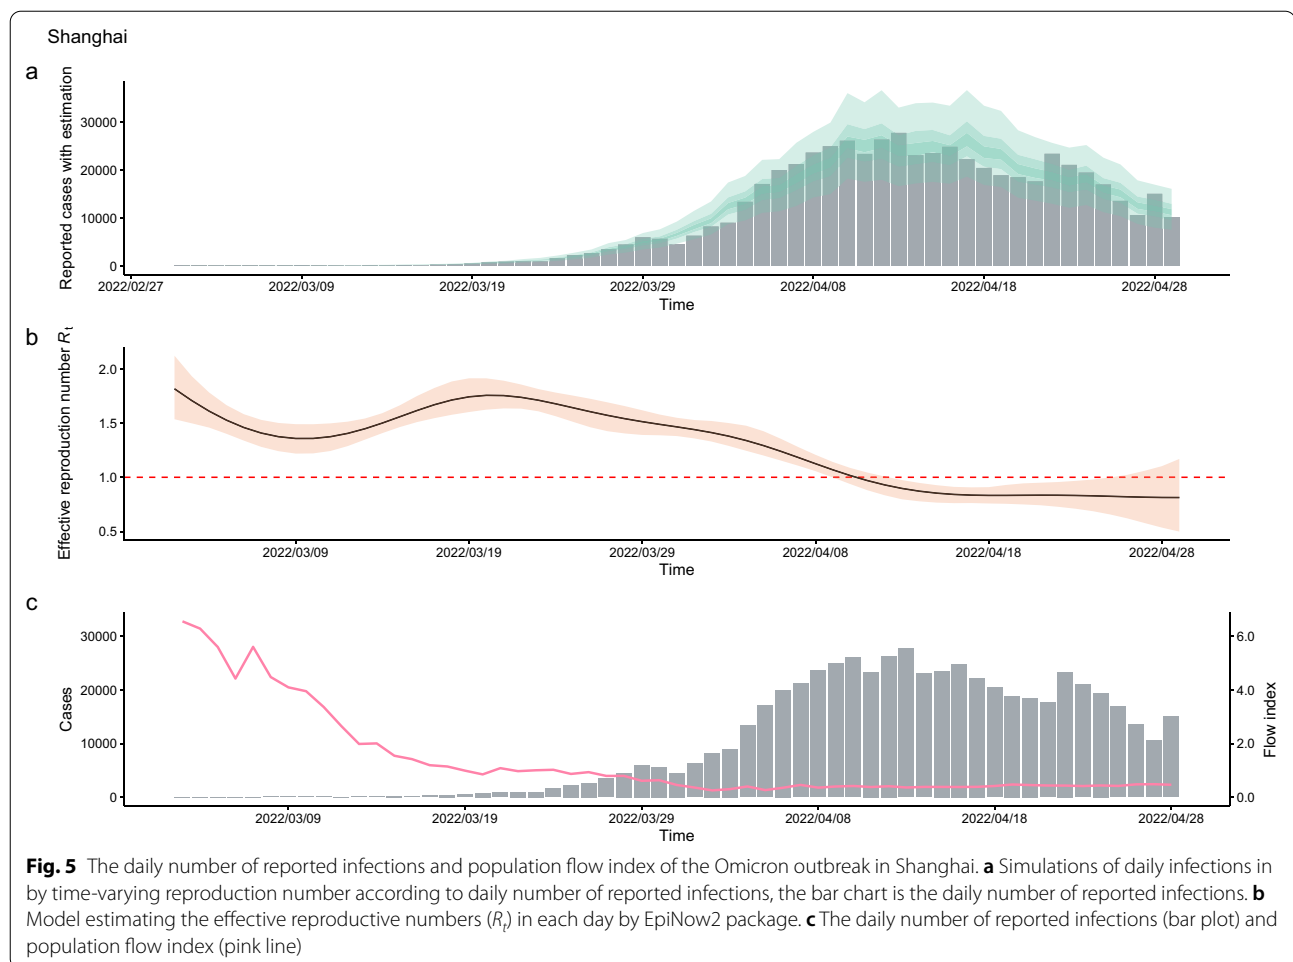 Shanghai
a
Reported cases with estimation
30000
20000
10000
0
2022/02/27 2022/03/09 2022/03/19 2022/03/29 2022/04/08 2022/04/18 2022/04/28
Time
b
Effective reproduction number Rt
2.0
1.5
1.0
0.5
2022/03/09 2022/03/19 2022/03/29 2022/04/08 2022/04/18 2022/04/28
Time
c
Cases
30000
20000
10000
0
6.0
4.0
2.0
0.0
Flow index
2022/03/09 2022/03/19 2022/03/29 2022/04/08 2022/04/18 2022/04/28
Time
Fig. 5 The daily number of reported infections and population flow index of the Omicron outbreak in Shanghai. a Simulations of daily infections in
by time-varying reproduction number according to daily number of reported infections, the bar chart is the daily number of reported infections. b
Model estimating the effective reproductive numbers (Rt) in each day by EpiNow2 package. c The daily number of reported infections (bar plot) and
population flow index (pink line)